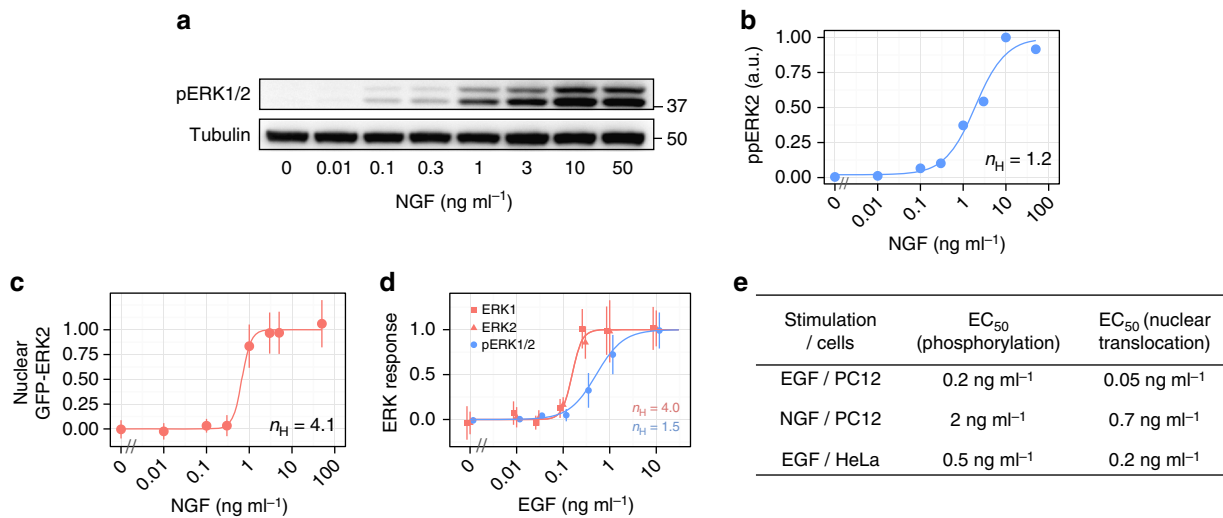 a
pERK1/2
37
Tubulin
50
0 0.01 0.1 0.3 1 3 10 50
NGF (ng ml⁻¹)
b
ppERK2 (a.u.)
1.00
0.75
0.50
0.25
0.00
n_H = 1.2
0 // 0.01 0.1 1 10 100
NGF (ng ml⁻¹)
c
Nuclear
GFP-ERK2
1.00
0.75
0.50
0.25
0.00
n_H = 4.1
0 // 0.01 0.1 1 10 100
NGF (ng ml⁻¹)
d
ERK response
1.0
0.5
0.0
ERK1
ERK2
pERK1/2
n_H = 4.0
n_H = 1.5
0 // 0.01 0.1 1 10
EGF (ng ml⁻¹)
e
Stimulation
/ cells
EC₅₀
(phosphorylation)
EC₅₀ (nuclear
translocation)
EGF / PC12 0.2 ng ml⁻¹ 0.05 ng ml⁻¹
NGF / PC12 2 ng ml⁻¹ 0.7 ng ml⁻¹
EGF / HeLa 0.5 ng ml⁻¹ 0.2 ng ml⁻¹